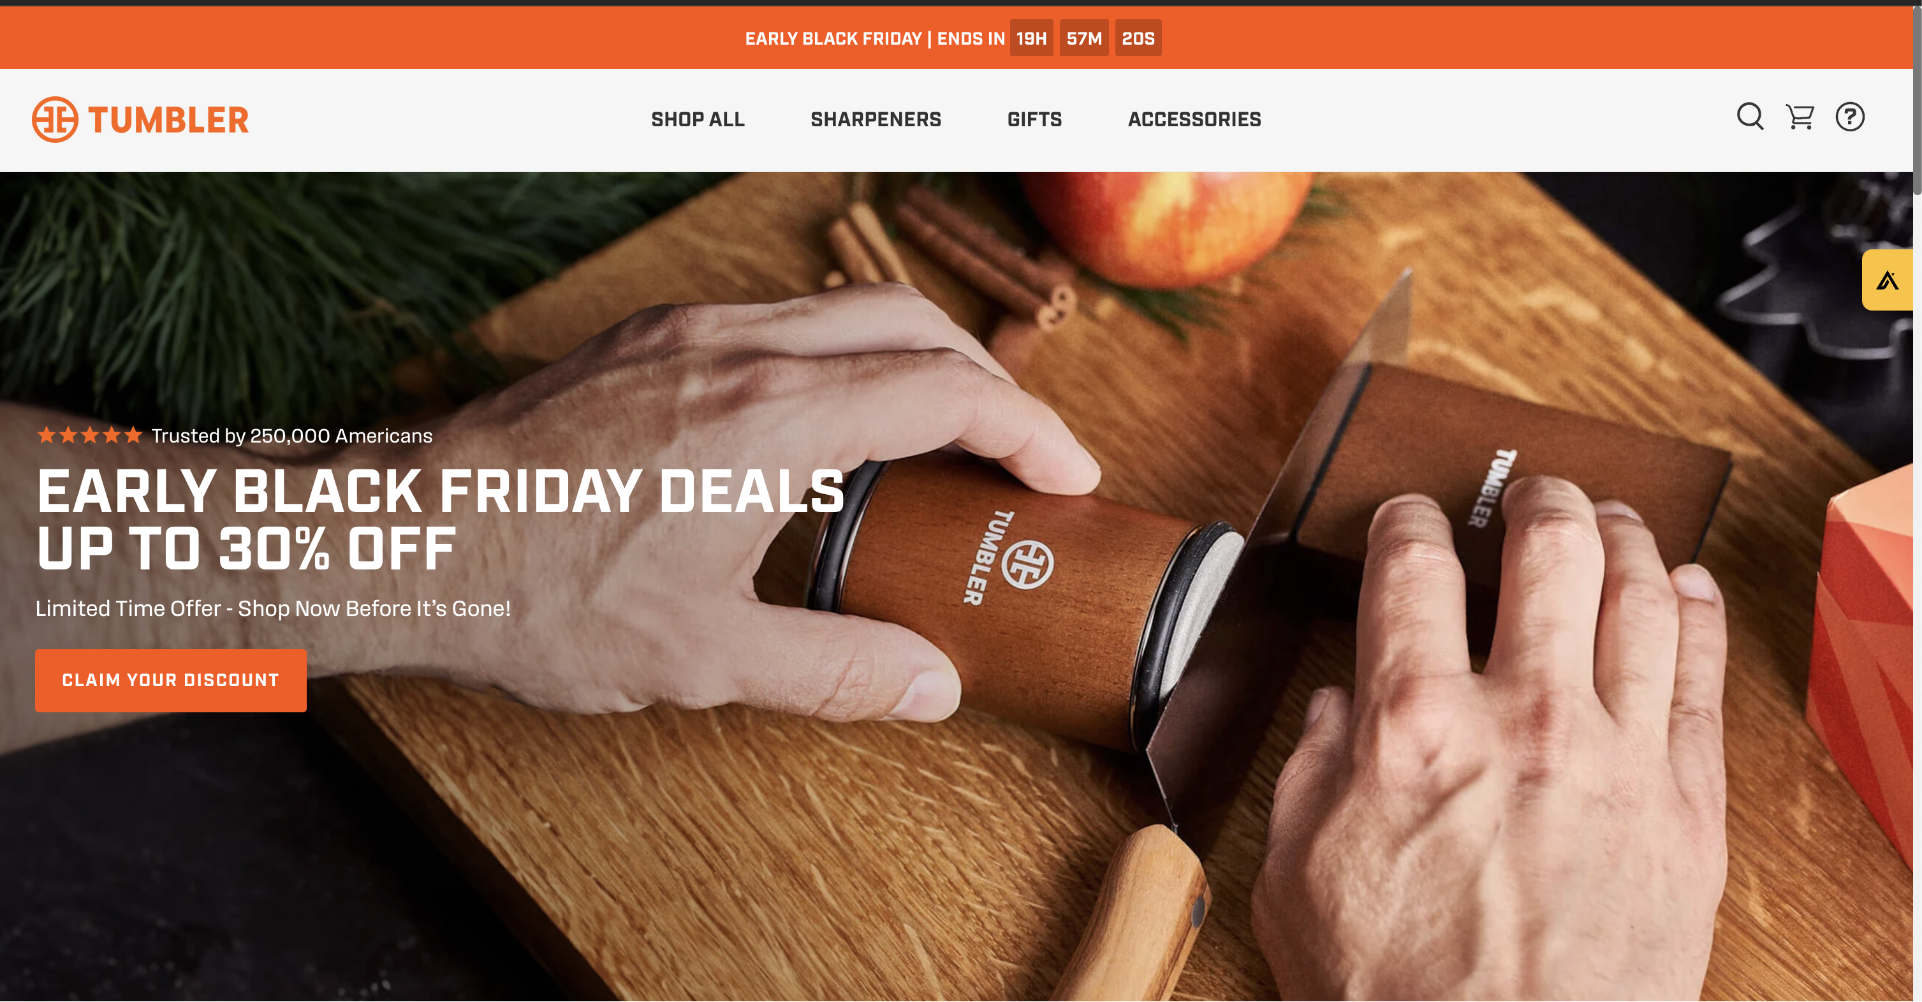 EARLY BLACK FRIDAY | ENDS IN 19H 57M 20S
TUMBLER
SHOP ALL
SHARPENERS
GIFTS
ACCESSORIES
?
Trusted by 250,000 Americans
EARLY BLACK FRIDAY DEALS
UP TO 30% OFF
Limited Time Offer - Shop Now Before It's Gone!
CLAIM YOUR DISCOUNT
TUMBLER
TUMBLER